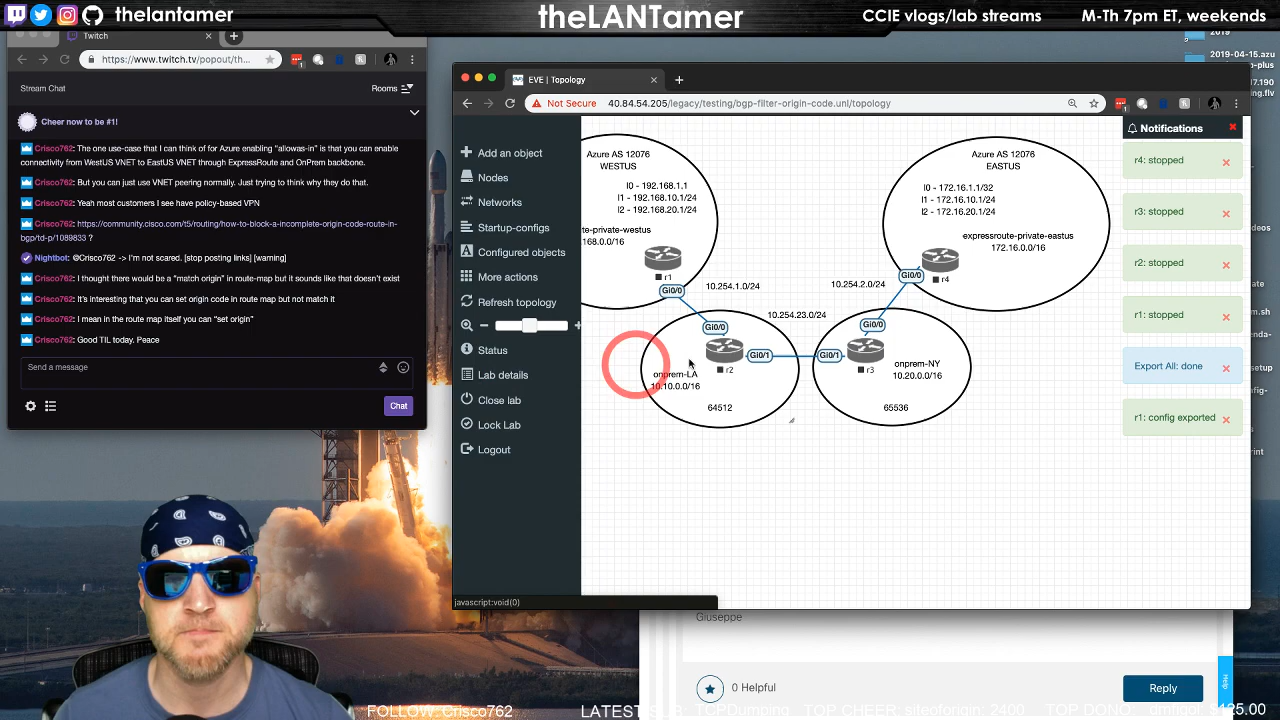 thelantamer
theLANTamer
CCIE vlogs/lab streams
M-Th 7pm ET, weekends
Twitch
https://www.twitch.tv/popout/th...
Stream Chat
Rooms
Cheer now to be #1!
Crisco762: The one use-case that I can think of for Azure enabling "allowas-in" is that you can enable
connectivity from WestUS VNET to EastUS VNET through ExpressRoute and OnPrem backbone.
Crisco762: But you can just use VNET peering normally. Just trying to think why they do that.
Crisco762: Yeah most customers I see have policy-based VPN
Crisco762: https://community.cisco.com/t5/routing/how-to-block-a-incomplete-origin-code-route-in-
bgp/td-p/1089833 ?
Nightbot: @Crisco762 -> I'm not scared. [stop posting links] [warning]
Crisco762: I thought there would be a "match origin" in route-map but it sounds like that doesn't exist
Crisco762: It's interesting that you can set origin code in route map but not match it
Crisco762: I mean in the route map itself you can "set origin"
Crisco762: Good TIL today. Peace
Send a message
Chat
EVE | Topology
Not Secure
40.84.54.205/legacy/testing/bgp-filter-origin-code.unl/topology
Add an object
Nodes
Networks
Startup-configs
Configured objects
More actions
Refresh topology
Status
Lab details
Close lab
Lock Lab
Logout
javascript:void(0)
Azure AS 12076
WESTUS
l0 - 192.168.1.1
l1 - 192.168.10.1/24
l2 - 192.168.20.1/24
te-private-westus
168.0.0/16
r1
Gi0/0
10.254.1.0/24
Gi0/0
Gi0/1
r2
onprem-LA
10.10.0.0/16
64512
10.254.23.0/24
Azure AS 12076
EASTUS
l0 - 172.16.1.1/32
l1 - 172.16.10.1/24
l2 - 172.16.20.1/24
expressroute-private-eastus
172.16.0.0/16
r4
Gi0/0
10.254.2.0/24
Gi0/0
Gi0/1
r3
onprem-NY
10.20.0.0/16
65536
Notifications
r4: stopped
r3: stopped
r2: stopped
r1: stopped
Export All: done
r1: config exported
2019
2019-04-15.azu
Giuseppe
0 Helpful
Reply
Help
FOLLOW: Crisco762
TOP CHEER: siteoforigin: 2400